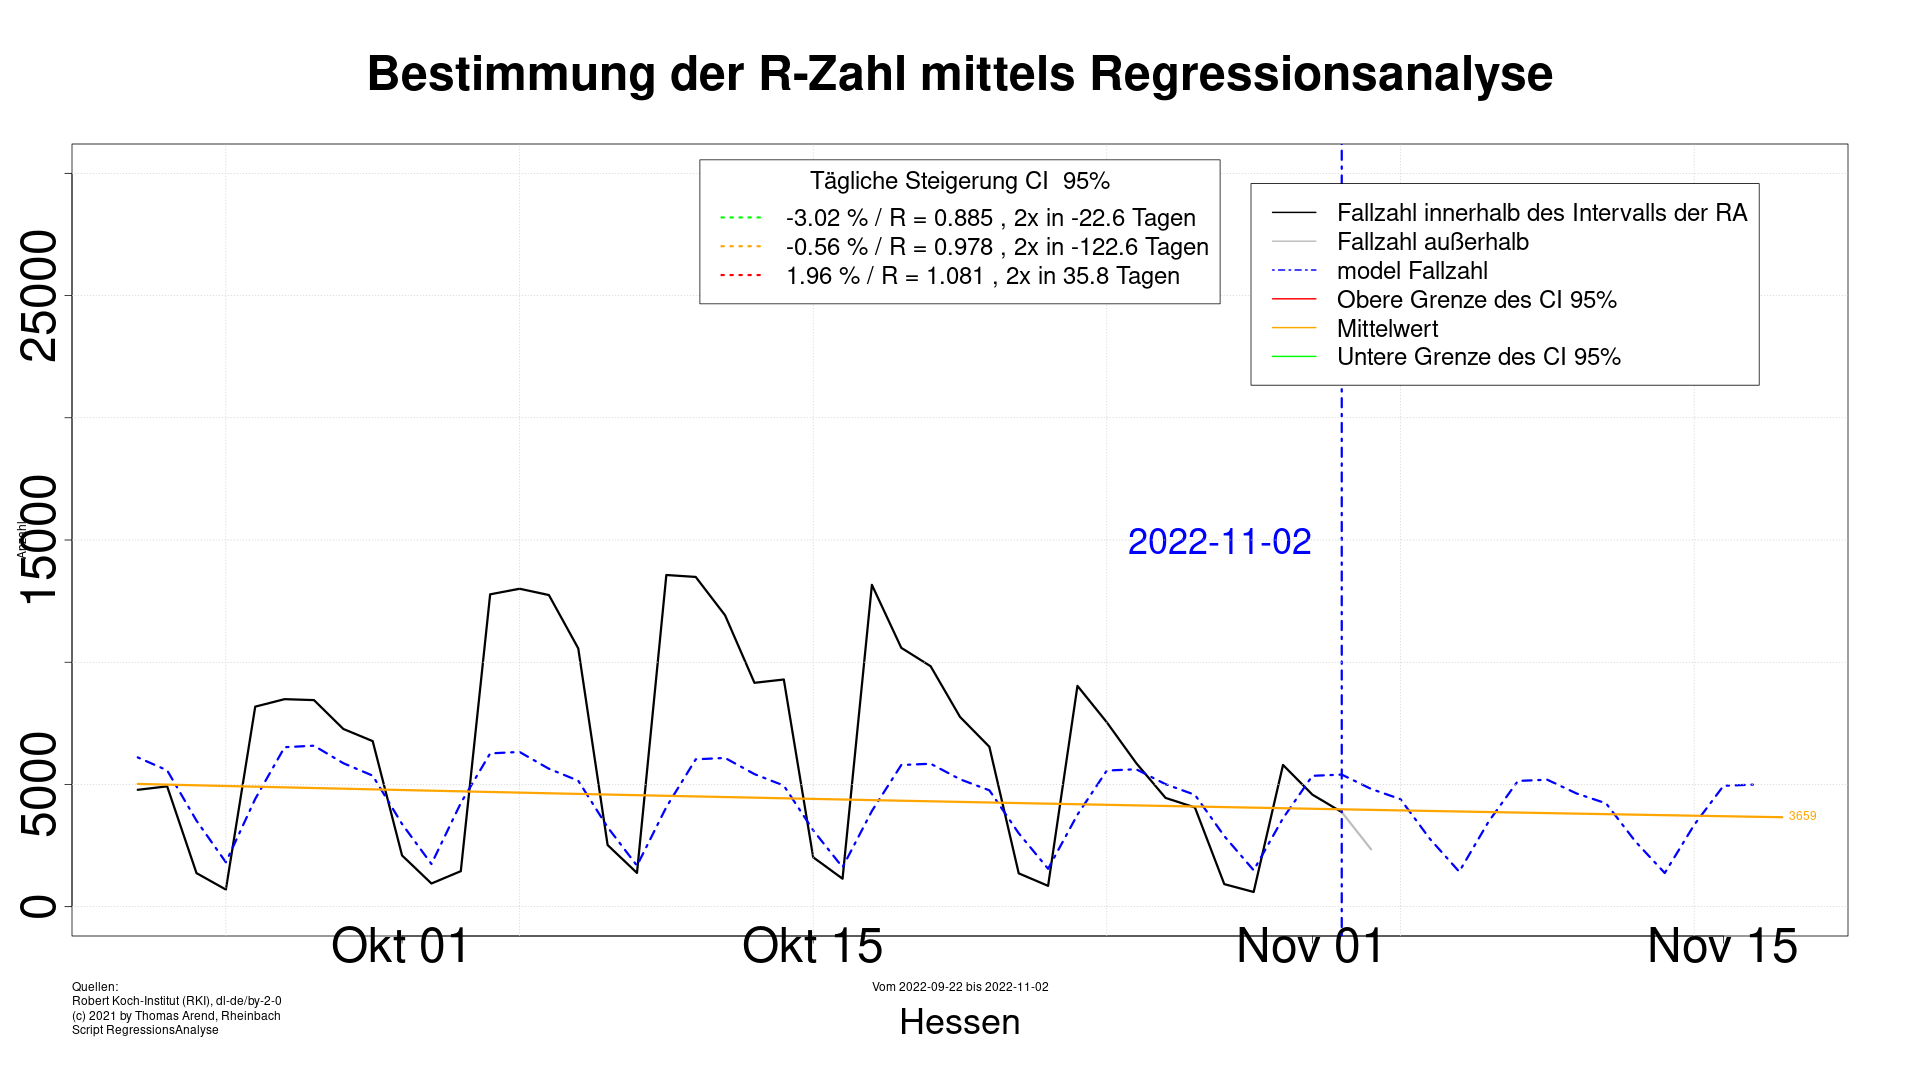 Bestimmung der R-Zahl mittels Regressionsanalyse
Tägliche Steigerung CI  95%
-3.02 % / R = 0.885 , 2x in -22.6 Tagen
-0.56 % / R = 0.978 , 2x in -122.6 Tagen
1.96 % / R = 1.081 , 2x in 35.8 Tagen
Fallzahl innerhalb des Intervalls der RA
Fallzahl außerhalb
model Fallzahl
Obere Grenze des CI 95%
Mittelwert
Untere Grenze des CI 95%
25000
15000
5000
0
Anzahl
2022-11-02
3659
Okt 01
Okt 15
Nov 01
Nov 15
Quellen:
Robert Koch-Institut (RKI), dl-de/by-2-0
(c) 2021 by Thomas Arend, Rheinbach
Script RegressionsAnalyse
Vom 2022-09-22 bis 2022-11-02
Hessen